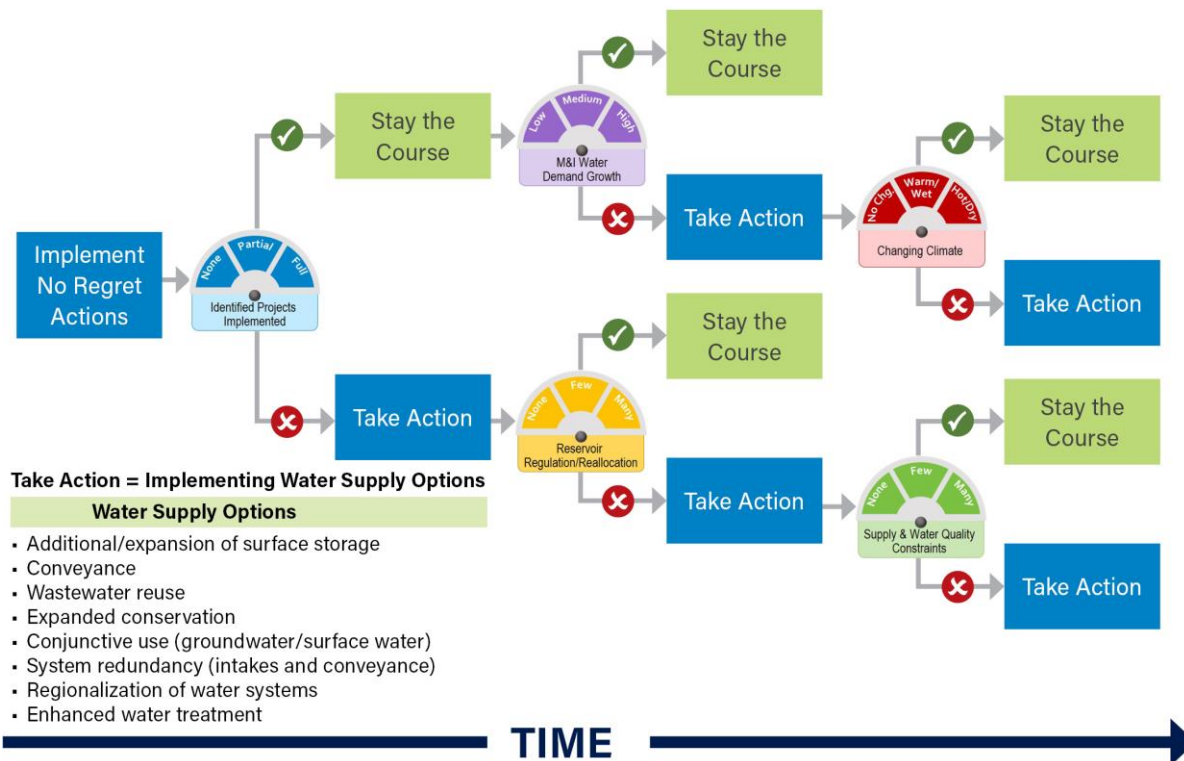 Implement
No Regret
Actions
None
Partial
Full
Identified Projects
Implemented
Stay the
Course
Low
Medium
High
M&I Water
Demand Growth
Stay the
Course
Take Action
No Chg.
Warm/
Wet
Hot/Dry
Changing Climate
Stay the
Course
Take Action
Take Action
None
Few
Many
Reservoir
Regulation/Reallocation
Stay the
Course
Take Action
None
Few
Many
Supply & Water Quality
Constraints
Stay the
Course
Take Action
Take Action = Implementing Water Supply Options
Water Supply Options
▪ Additional/expansion of surface storage
▪ Conveyance
▪ Wastewater reuse
▪ Expanded conservation
▪ Conjunctive use (groundwater/surface water)
▪ System redundancy (intakes and conveyance)
▪ Regionalization of water systems
▪ Enhanced water treatment
TIME